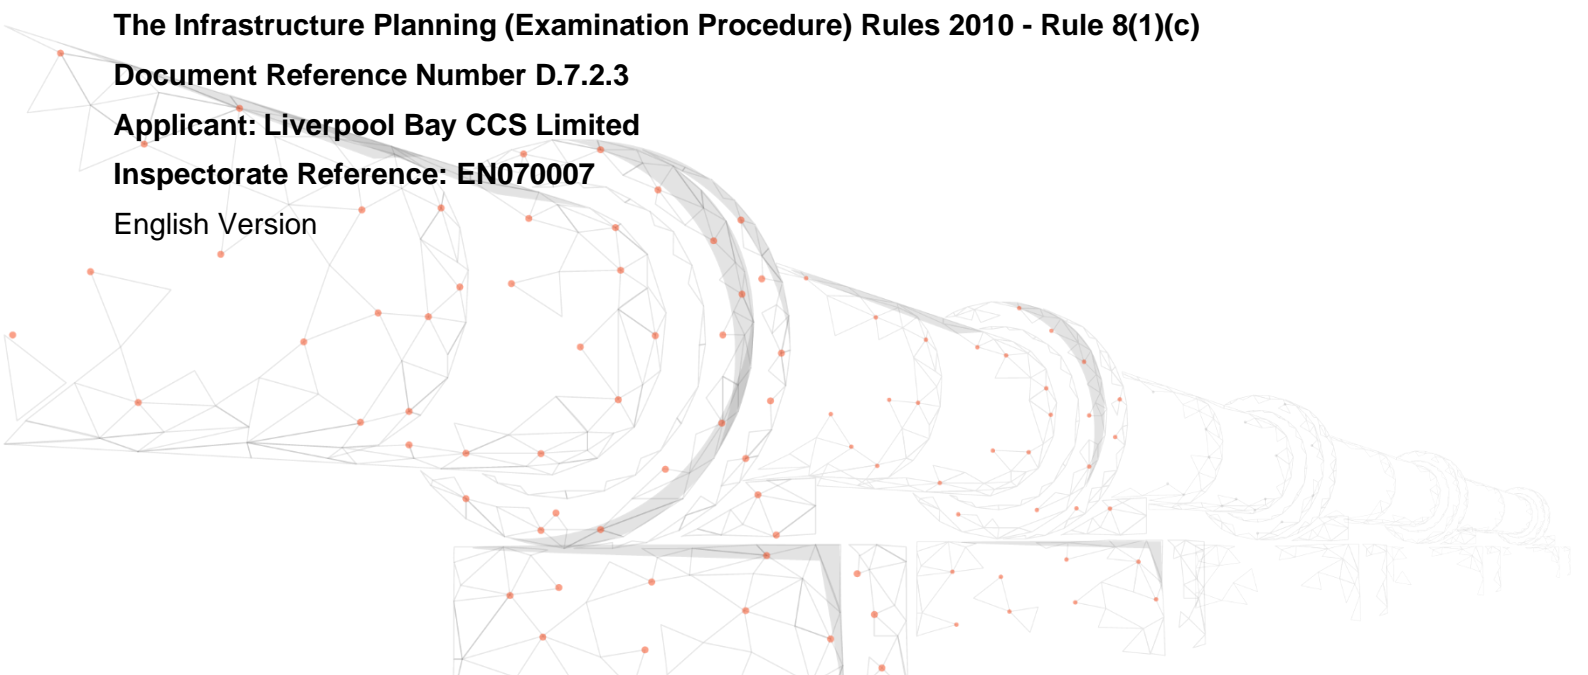 The Infrastructure Planning (Examination Procedure) Rules 2010 - Rule 8(1)(c)
Document Reference Number D.7.2.3
Applicant: Liverpool Bay CCS Limited
Inspectorate Reference: EN070007
English Version